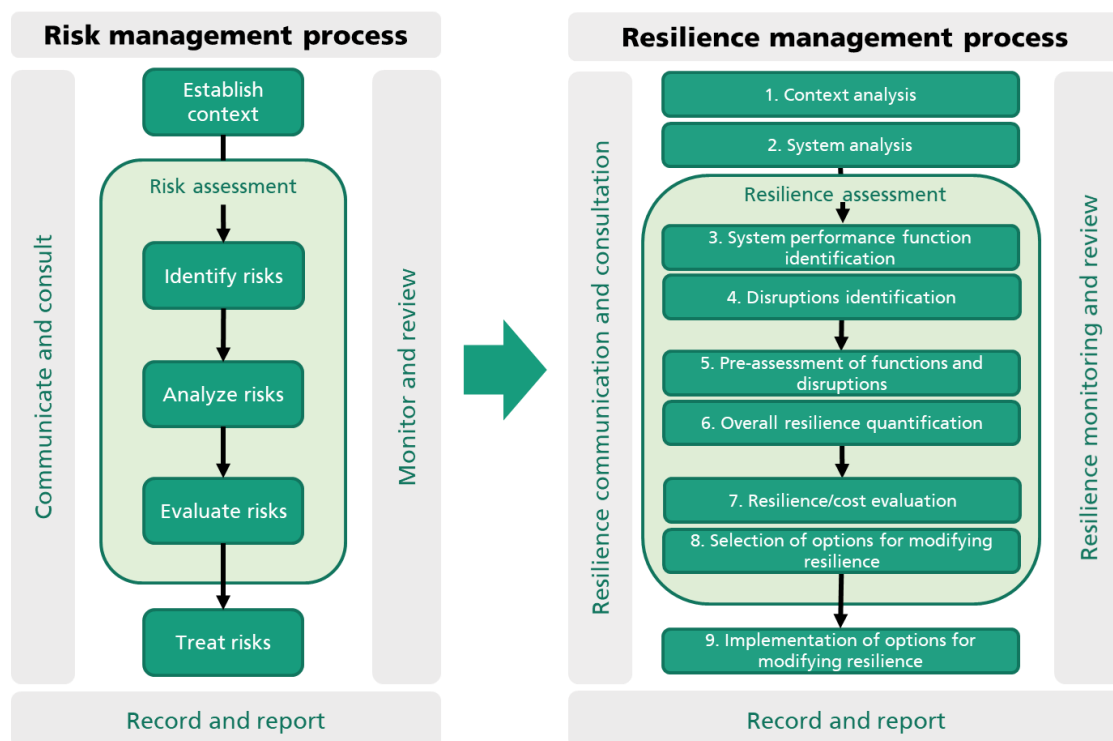 Risk management process
Communicate and consult
Establish
context
Risk assessment
Identify risks
Analyze risks
Evaluate risks
Treat risks
Monitor and review
Record and report
Resilience management process
Resilience communication and consultation
1. Context analysis
2. System analysis
Resilience assessment
3. System performance function
identification
4. Disruptions identification
5. Pre-assessment of functions and
disruptions
6. Overall resilience quantification
7. Resilience/cost evaluation
8. Selection of options for modifying
resilience
9. Implementation of options for
modifying resilience
Resilience monitoring and review
Record and report